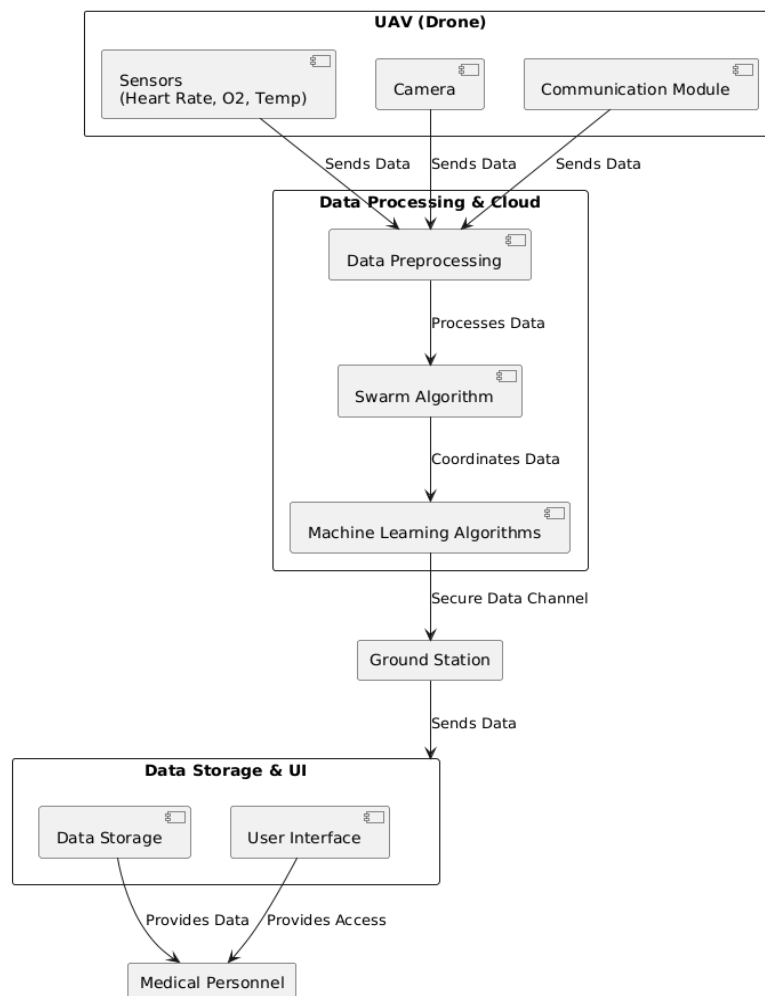 UAV (Drone)
Sensors
(Heart Rate, O2, Temp)
Camera
Communication Module
Sends Data
Sends Data
Sends Data
Data Processing & Cloud
Data Preprocessing
Processes Data
Swarm Algorithm
Coordinates Data
Machine Learning Algorithms
Secure Data Channel
Ground Station
Sends Data
Data Storage & UI
Data Storage
User Interface
Provides Data
Provides Access
Medical Personnel